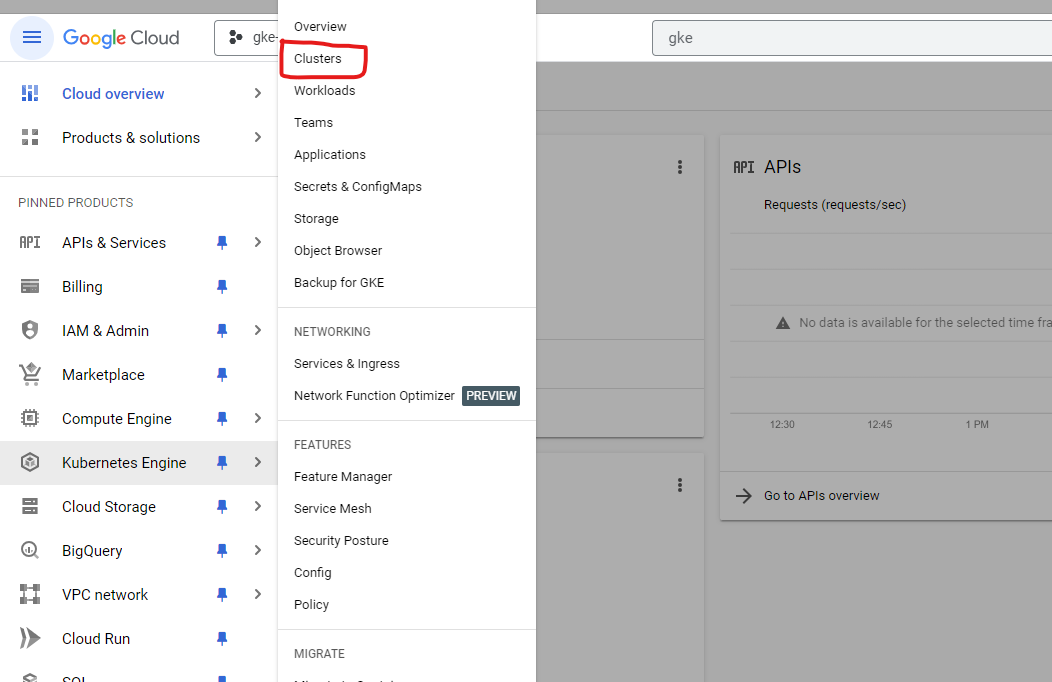 Google Cloud
gke-
gke
Cloud overview
Products & solutions
PINNED PRODUCTS
API APIs & Services
Billing
IAM & Admin
Marketplace
Compute Engine
Kubernetes Engine
Cloud Storage
BigQuery
VPC network
Cloud Run
SQL
Overview
Clusters
Workloads
Teams
Applications
Secrets & ConfigMaps
Storage
Object Browser
Backup for GKE
NETWORKING
Services & Ingress
Network Function Optimizer PREVIEW
FEATURES
Feature Manager
Service Mesh
Security Posture
Config
Policy
MIGRATE
API APIs
Requests (requests/sec)
No data is available for the selected time fra
12:30 12:45 1 PM
Go to APIs overview